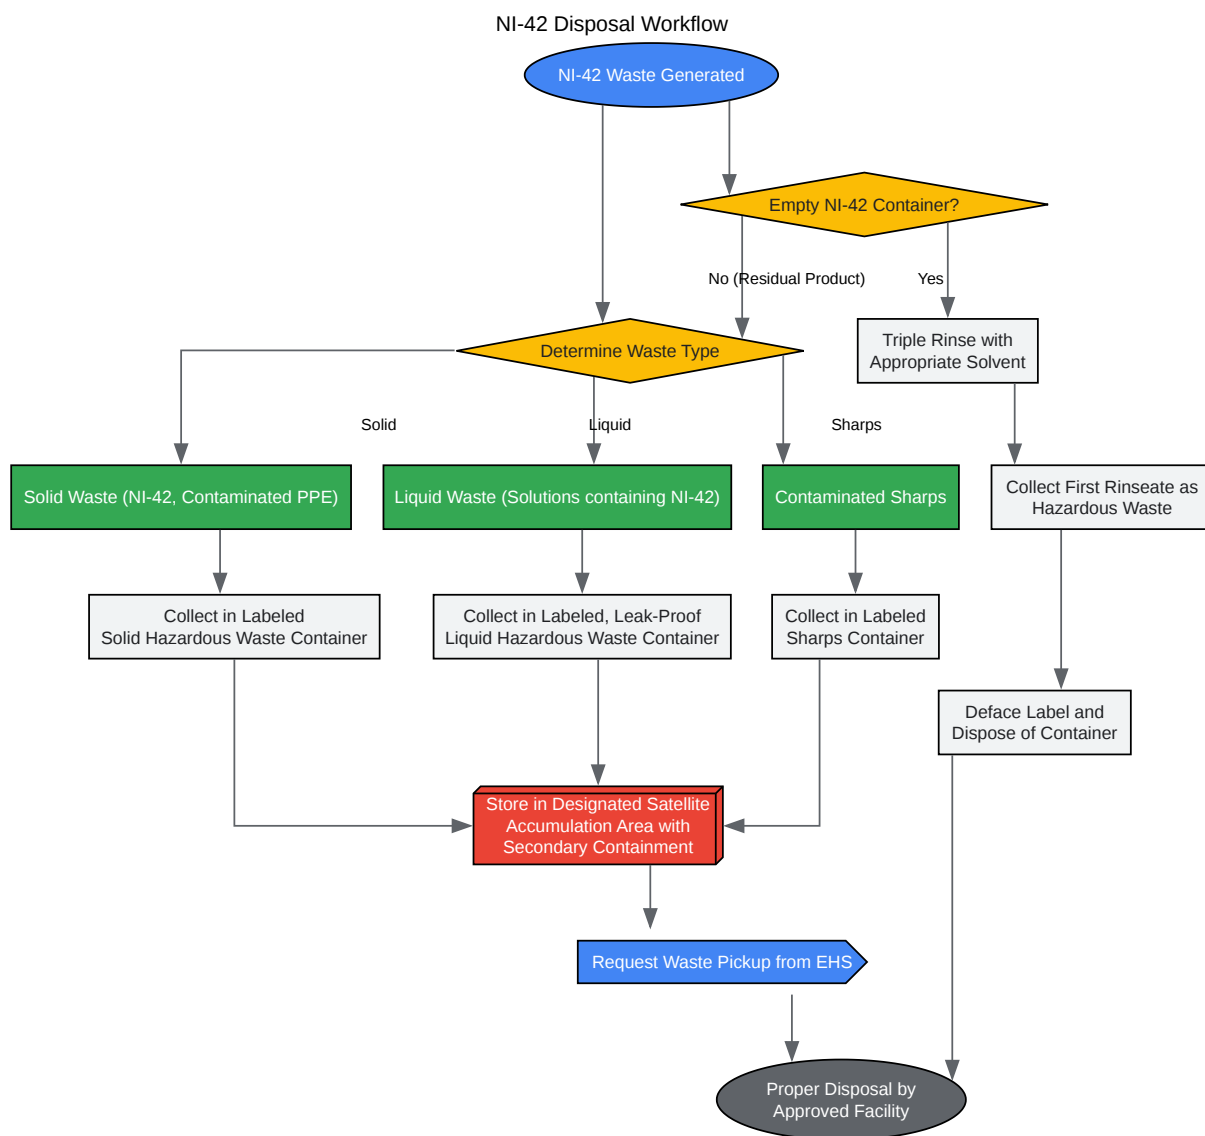 NI-42 Disposal Workflow
NI-42 Waste Generated
Empty NI-42 Container?
No (Residual Product)
Yes
Triple Rinse with
Appropriate Solvent
Determine Waste Type
Solid
Liquid
Sharps
Solid Waste (NI-42, Contaminated PPE)
Liquid Waste (Solutions containing NI-42)
Contaminated Sharps
Collect First Rinseate as
Hazardous Waste
Collect in Labeled
Solid Hazardous Waste Container
Collect in Labeled, Leak-Proof
Liquid Hazardous Waste Container
Collect in Labeled
Sharps Container
Deface Label and
Dispose of Container
Store in Designated Satellite
Accumulation Area with
Secondary Containment
Request Waste Pickup from EHS
Proper Disposal by
Approved Facility